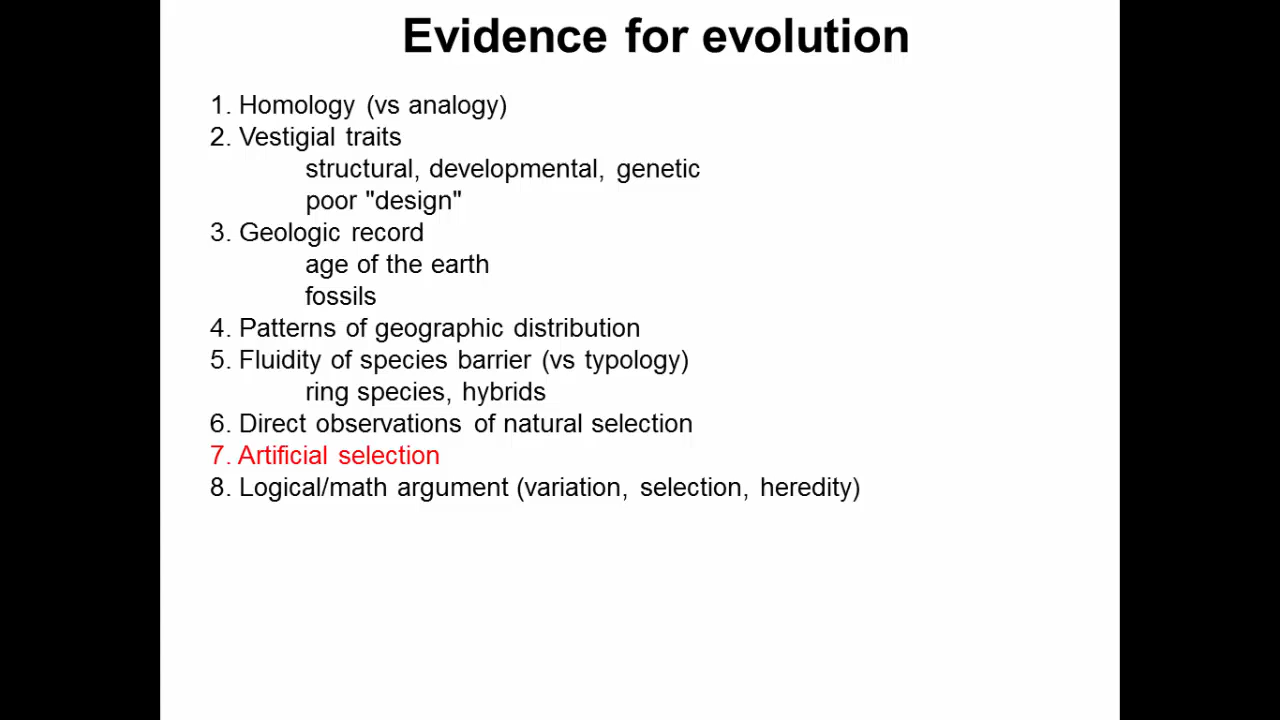 Evidence for evolution
1. Homology (vs analogy)
2. Vestigial traits
structural, developmental, genetic
poor "design"
3. Geologic record
age of the earth
fossils
4. Patterns of geographic distribution
5. Fluidity of species barrier (vs typology)
ring species, hybrids
6. Direct observations of natural selection
7. Artificial selection
8. Logical/math argument (variation, selection, heredity)